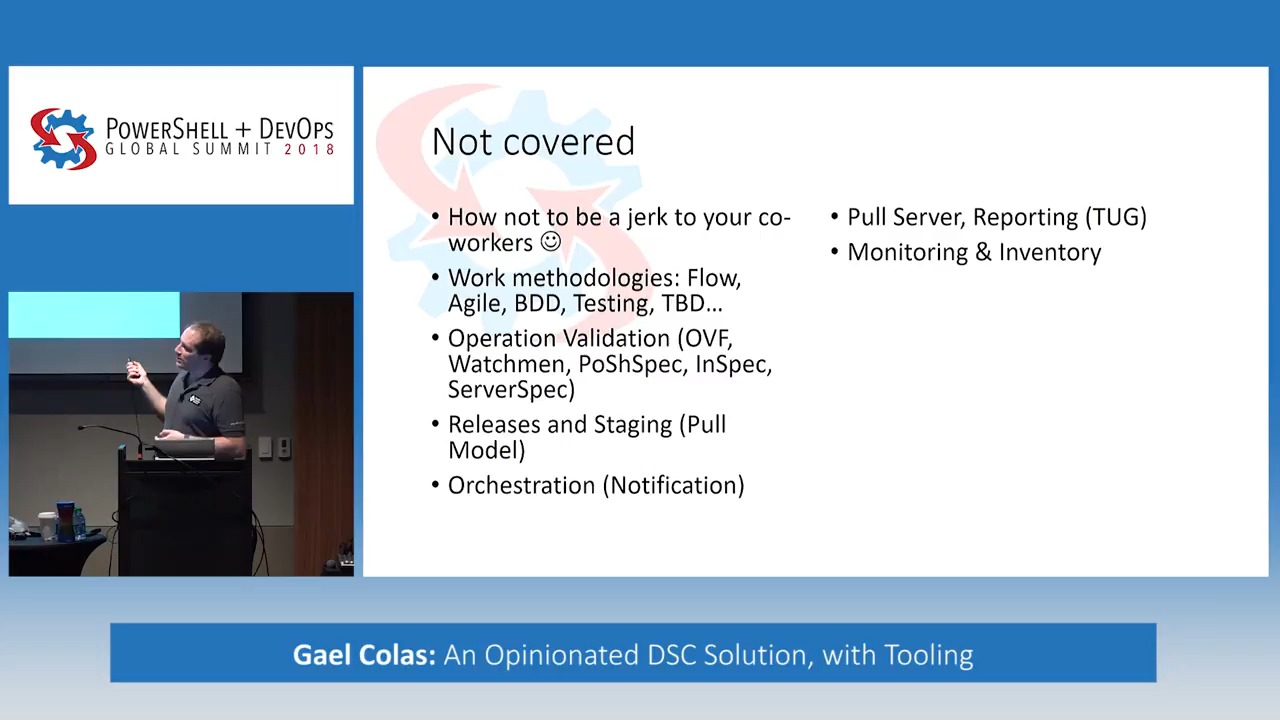 POWERSHELL + DEVOPS
GLOBAL SUMMIT 2018
Not covered
• How not to be a jerk to your co-
workers ☺
• Work methodologies: Flow,
Agile, BDD, Testing, TBD…
• Operation Validation (OVF,
Watchmen, PoShSpec, InSpec,
ServerSpec)
• Releases and Staging (Pull
Model)
• Orchestration (Notification)
• Pull Server, Reporting (TUG)
• Monitoring & Inventory
Gael Colas: An Opinionated DSC Solution, with Tooling